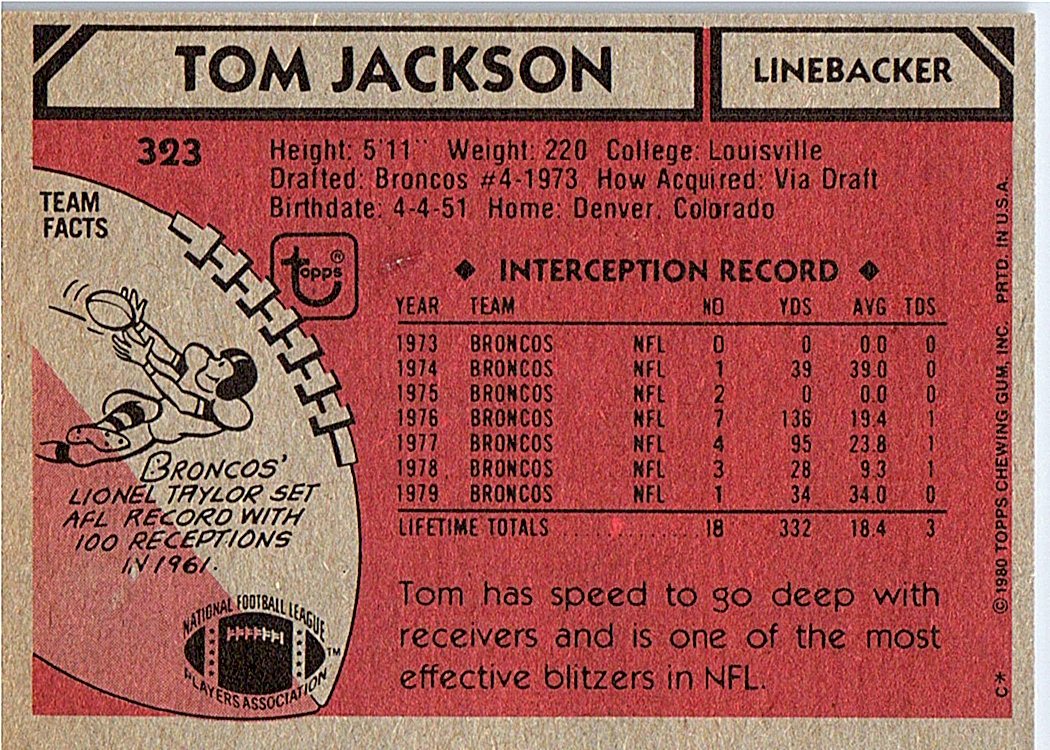 TOM JACKSON
LINEBACKER
323
Height: 5'11" Weight: 220 College: Louisville
Drafted: Broncos #4-1973 How Acquired: Via Draft
Birthdate: 4-4-51 Home: Denver, Colorado
TEAM
FACTS
topps®
◆ INTERCEPTION RECORD ◆
YEAR TEAM NO YDS AVG TDS
1973 BRONCOS NFL 0 0 0.0 0
1974 BRONCOS NFL 1 39 39.0 0
1975 BRONCOS NFL 2 0 0.0 0
1976 BRONCOS NFL 7 136 19.4 1
1977 BRONCOS NFL 4 95 23.8 1
1978 BRONCOS NFL 3 28 9.3 1
1979 BRONCOS NFL 1 34 34.0 0
LIFETIME TOTALS ............ 18 332 18.4 3
BRONCOS'
LIONEL TAYLOR SET
AFL RECORD WITH
100 RECEPTIONS
IN 1961.
NATIONAL FOOTBALL LEAGUE
PLAYERS ASSOCIATION
TM
Tom has speed to go deep with
receivers and is one of the most
effective blitzers in NFL.
C* ©1980 TOPPS CHEWING GUM, INC. PRTD. IN U.S.A.